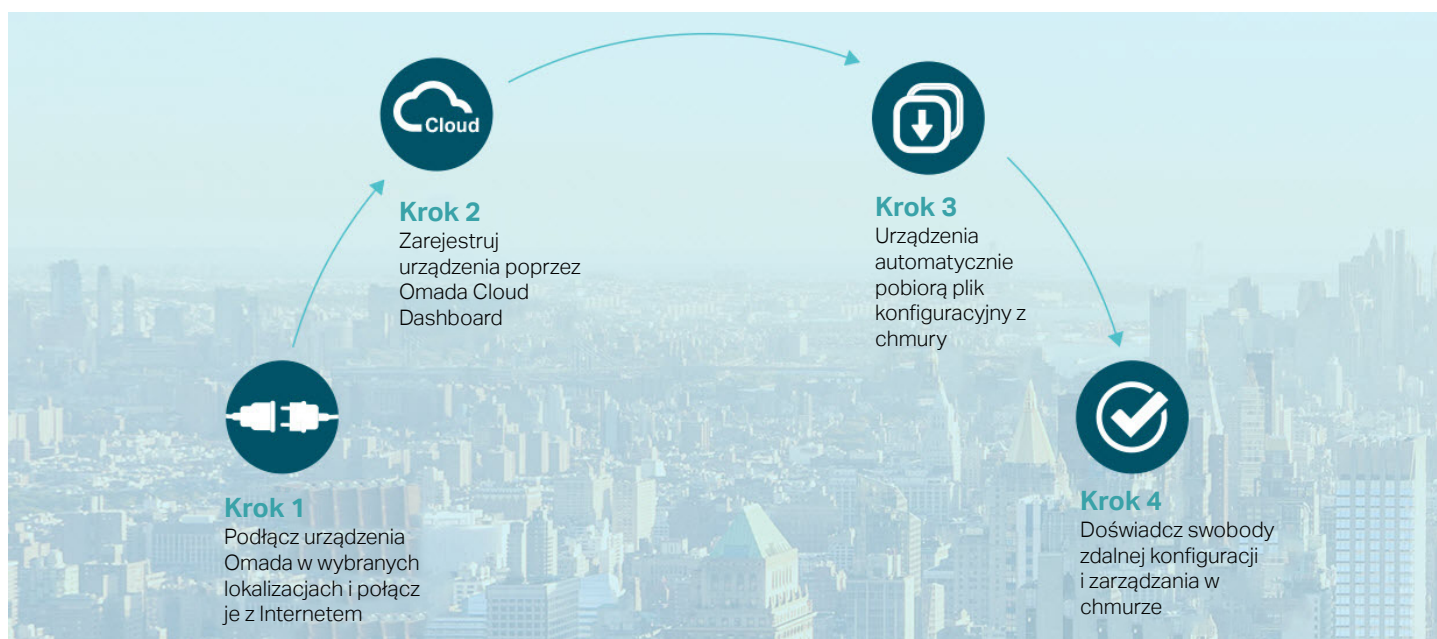 Krok 1
Podłącz urządzenia
Omada w wybranych
lokalizacjach i połącz
je z Internetem
Cloud
Krok 2
Zarejestruj
urządzenia poprzez
Omada Cloud
Dashboard
Krok 3
Urządzenia
automatycznie
pobiorą plik
konfiguracyjny z
chmury
Krok 4
Doświadcz swobody
zdalnej konfiguracji
i zarządzania w
chmurze